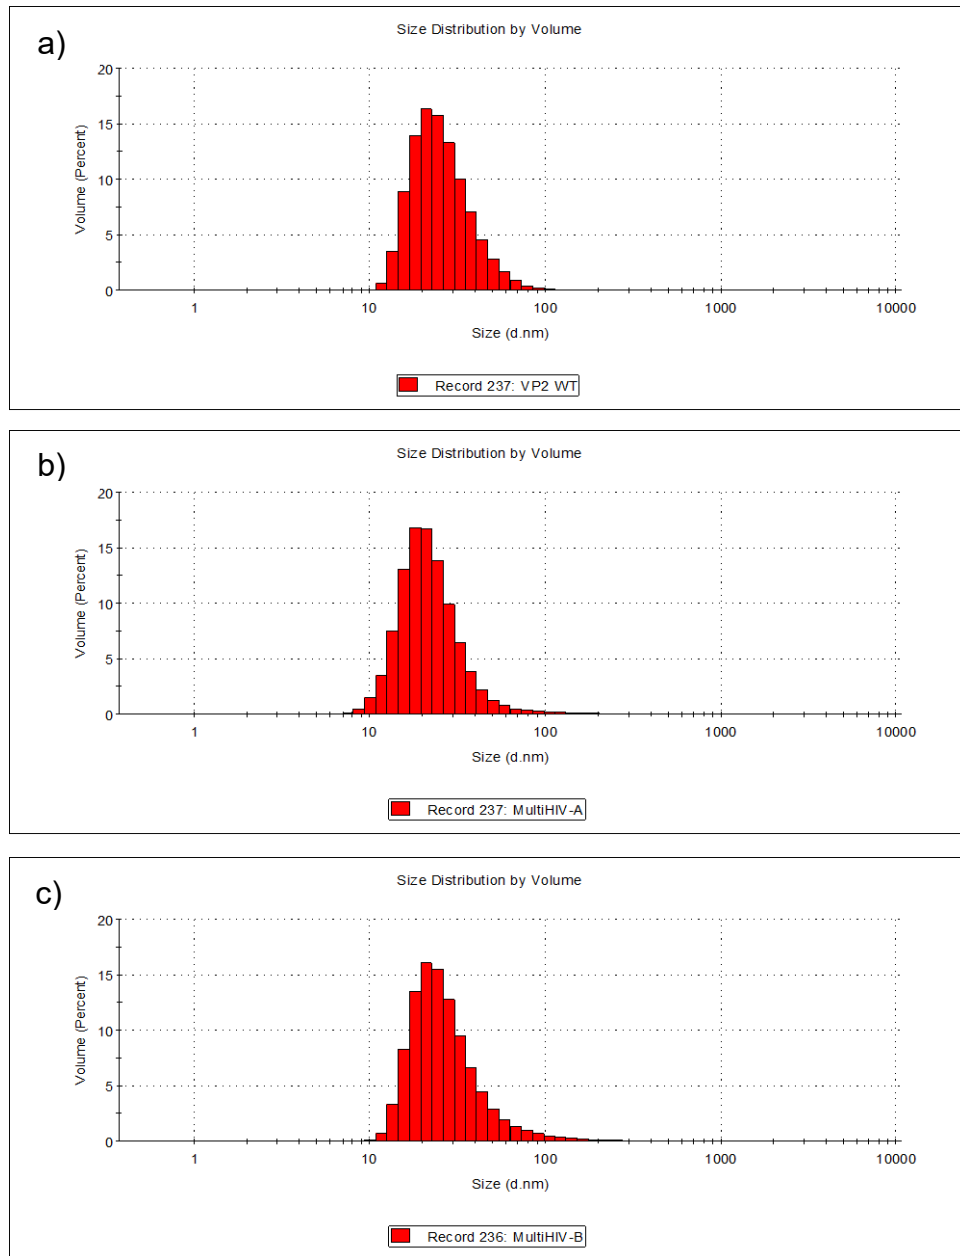 a)
Size Distribution by Volume
20
15
10
5
0
Volume (Percent)
1 10 100 1000 10000
Size (d.nm)
Record 237: VP2 WT
b)
Size Distribution by Volume
20
15
10
5
0
Volume (Percent)
1 10 100 1000 10000
Size (d.nm)
Record 237: MultiHIV-A
c)
Size Distribution by Volume
20
15
10
5
0
Volume (Percent)
1 10 100 1000 10000
Size (d.nm)
Record 236: MultiHIV-B